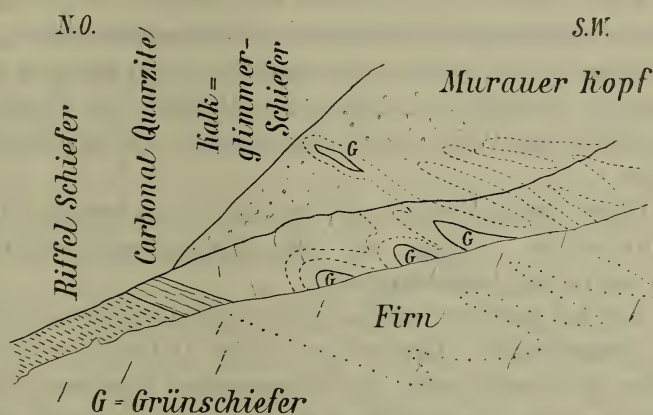 N.O.
S.W.
Riffel Schiefer
Carbonat Quarzite
Kalk=
glimmer-
Schiefer
Murauer Kopf
G
G
G
G
Firn
G = Grünschiefer